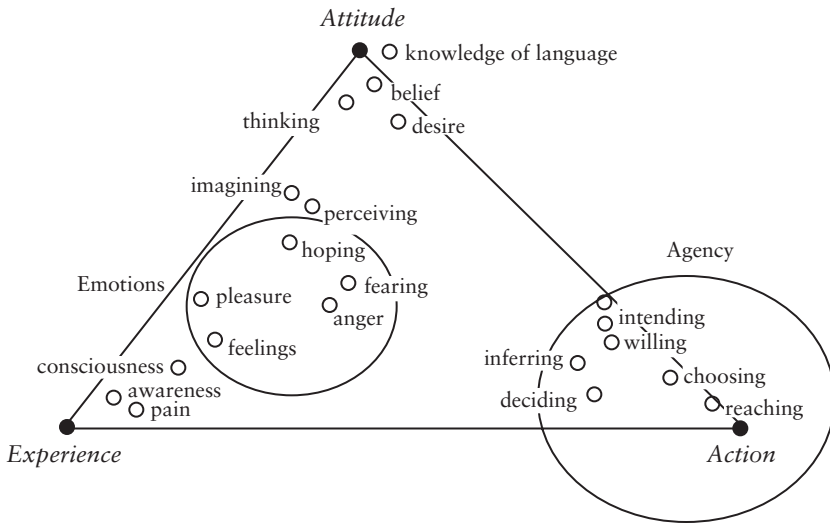 Attitude
knowledge of language
belief
thinking
desire
imagining
perceiving
hoping
Agency
Emotions
fearing
pleasure
anger
intending
feelings
willing
inferring
consciousness
choosing
awareness
deciding
reaching
pain
Experience
Action